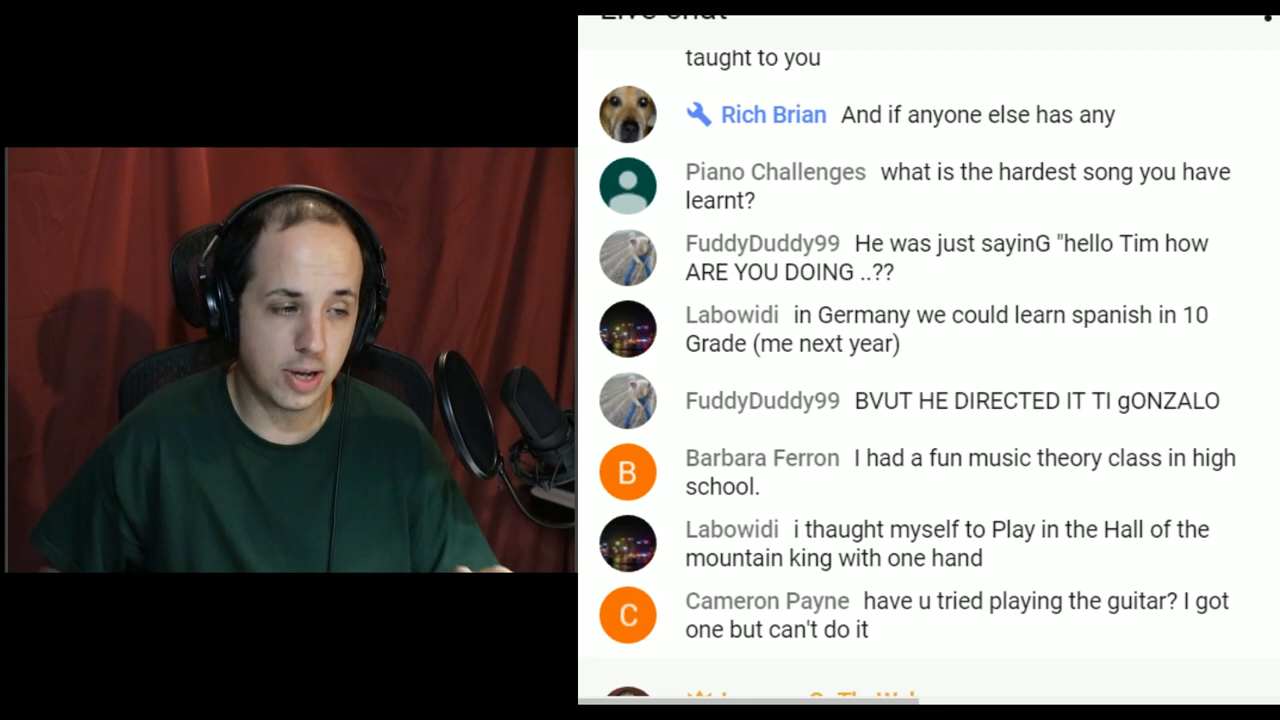 Live chat
taught to you
Rich Brian And if anyone else has any
Piano Challenges what is the hardest song you have
learnt?
FuddyDuddy99 He was just sayinG "hello Tim how
ARE YOU DOING ..??
Labowidi in Germany we could learn spanish in 10
Grade (me next year)
FuddyDuddy99 BVUT HE DIRECTED IT TI gONZALO
B Barbara Ferron I had a fun music theory class in high
school.
Labowidi i thaught myself to Play in the Hall of the
mountain king with one hand
C Cameron Payne have u tried playing the guitar? I got
one but can't do it